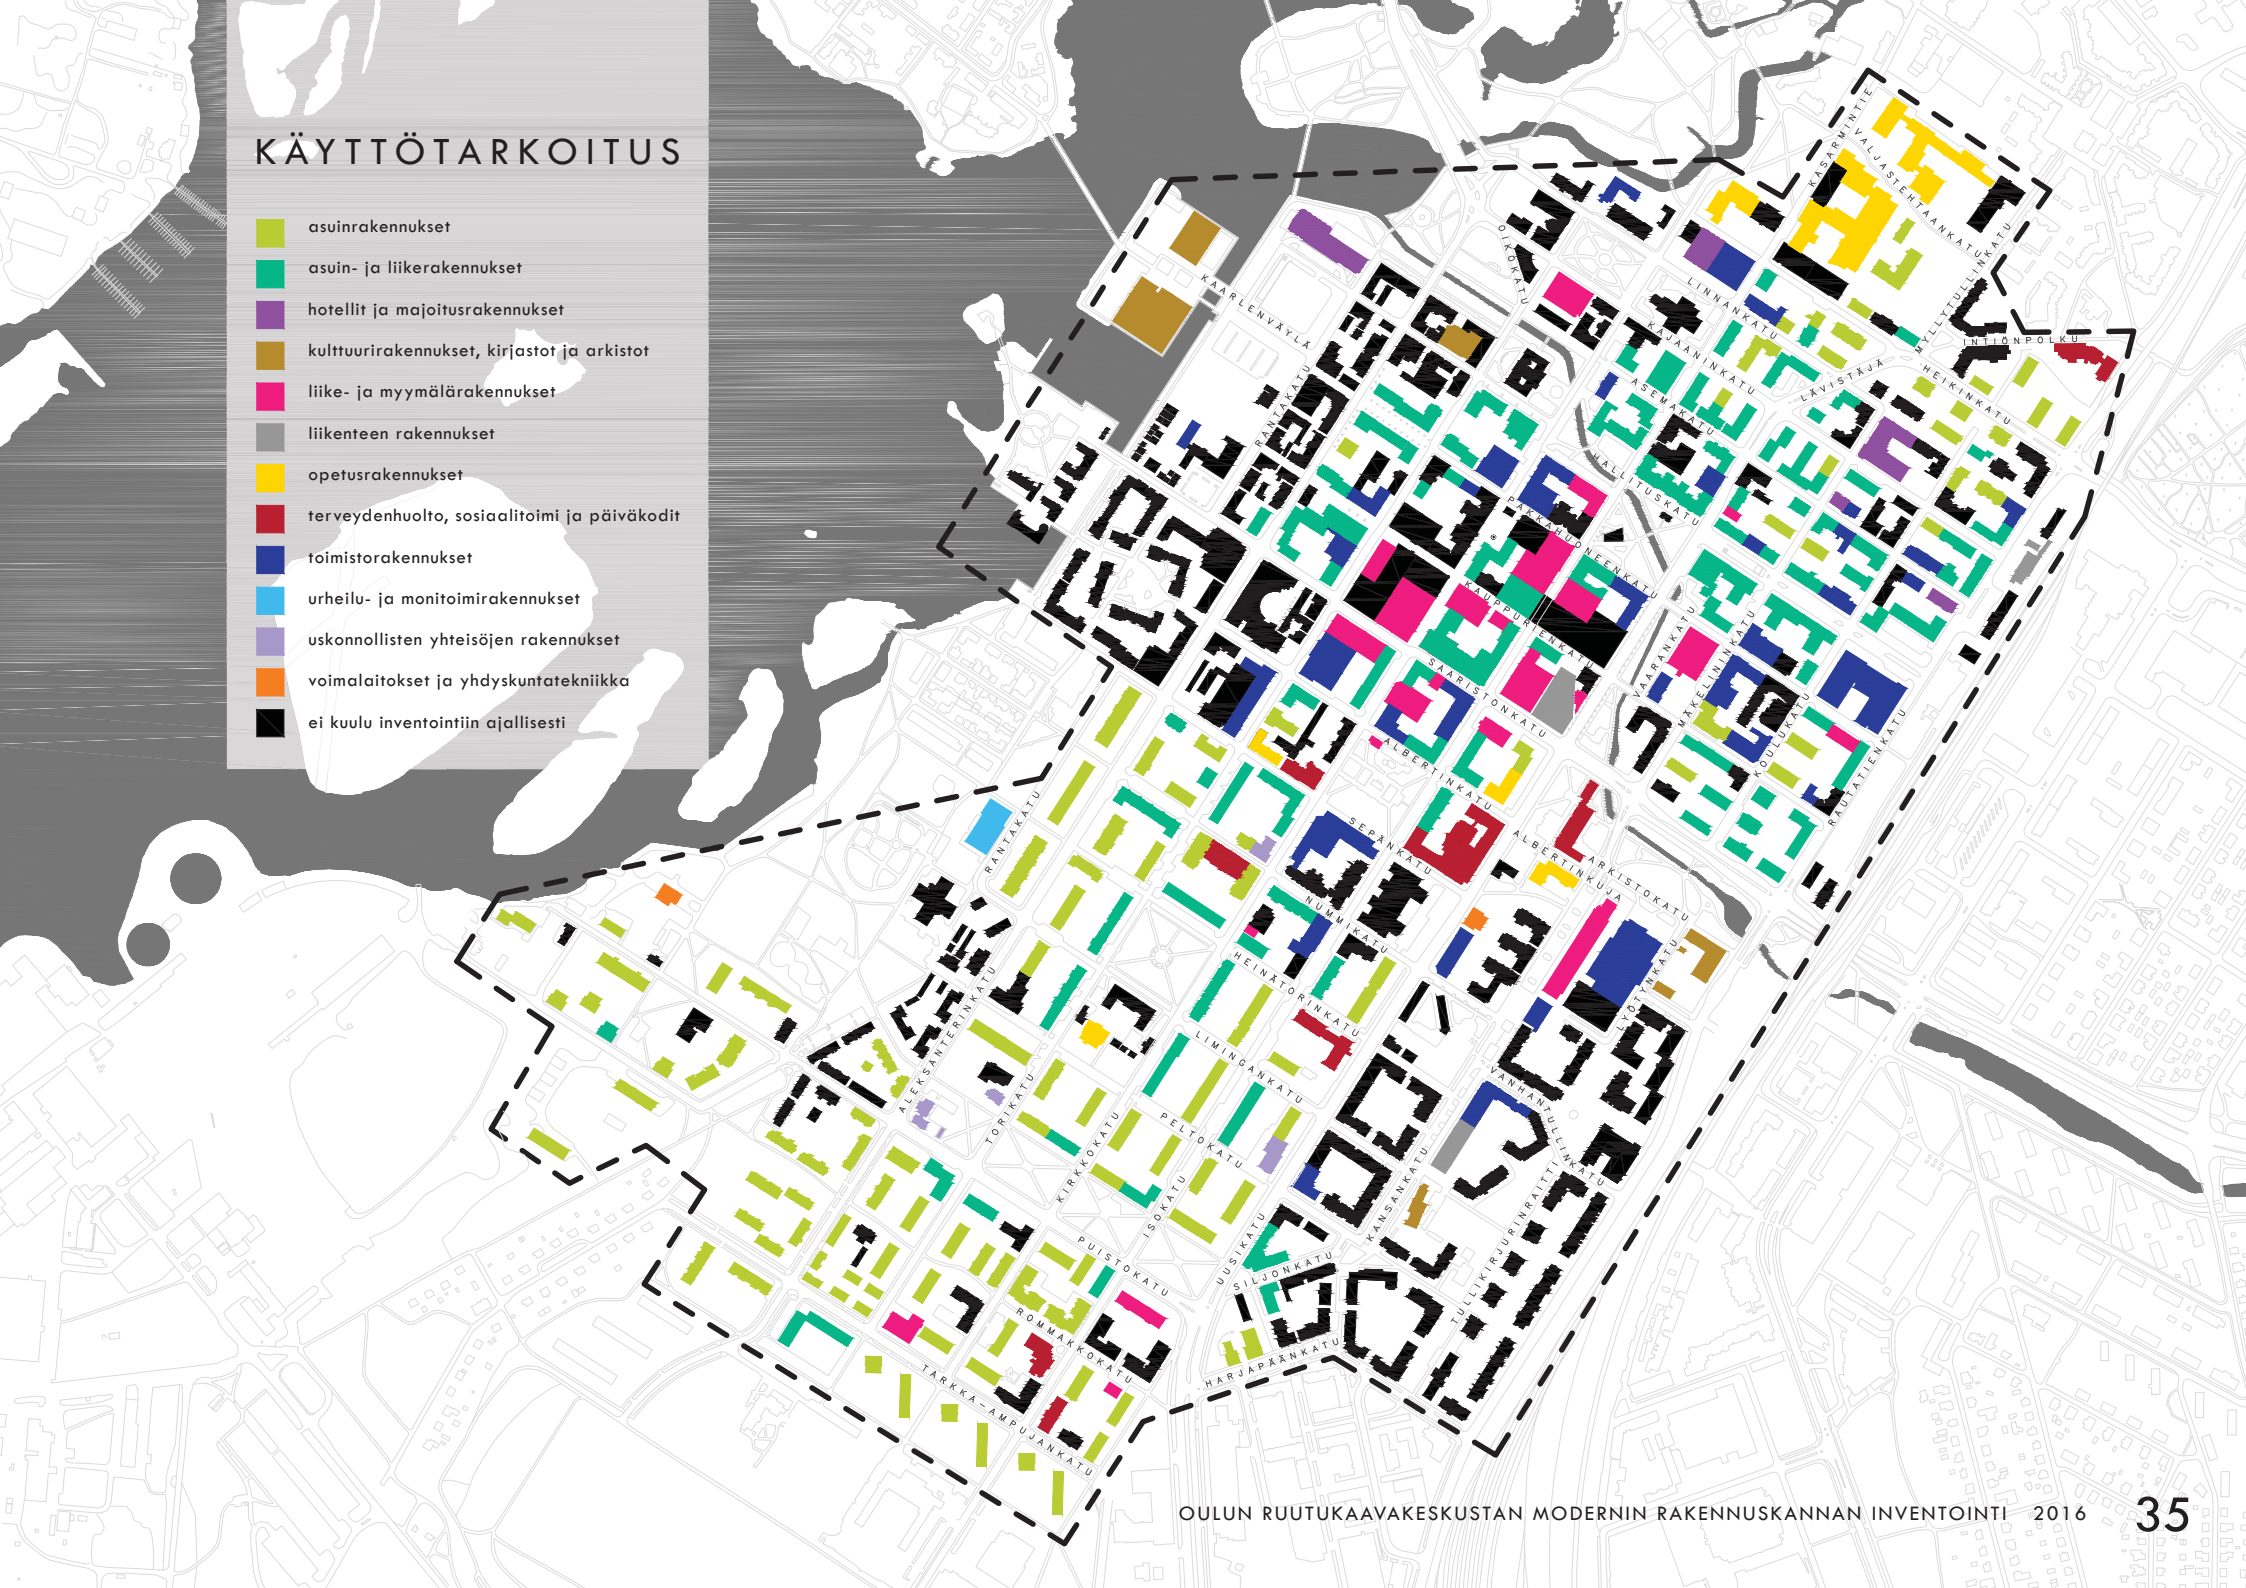 KÄYTTÖTARKOITUS
asuinrakennukset
asuin- ja liikerakennukset
hotellit ja majoitusrakennukset
kulttuurirakennukset, kirjastot ja arkistot
liike- ja myymälärakennukset
liikenteen rakennukset
opetusrakennukset
terveydenhuolto, sosiaalitoimi ja päiväkodit
toimistorakennukset
urheilu- ja monitoimirakennukset
uskonnollisten yhteisöjen rakennukset
voimalaitokset ja yhdyskuntatekniikka
ei kuulu inventointiin ajallisesti
KASARMINTIE
VALJASTEHTAANKATU
MYLLYTULLINKATU
INTIÖNPOLKU
OIKOKATU
LINNANKATU
KAARLENVÄYLÄ
KAJAANINKATU
LÄVISTÄJÄ
HEIKINKATU
RANTAKATU
ASEMAKATU
HALLITUSKATU
PAKKAHUONEENKATU
KAUPPURIENKATU
VAARANKATU
MÄKELININKATU
SAARISTONKATU
KOULUKATU
RAUTATIENKATU
ALBERTINKATU
RANTAKATU
SEPÄNKATU
ALBERTINKUJA
ARKISTOKATU
NUMMIKATU
LYÖTYNKATU
HEINÄTORINKATU
ALEKSANTERINKATU
LIMINGANKATU
TORIKATU
VANHANTULLINKATU
PELTOKATU
KIRKKOKATU
ISOKATU
KANSANKATU
TULLIKIRJURINRAITTI
PUISTOKATU
UUSIKATU
SILJONKATU
ROMMAKKOKATU
HARJAPÄÄNKATU
TARKKA-AMPUJANKATU
OULUN RUUTUKAAVAKESKUSTAN MODERNIN RAKENNUSKANNAN INVENTOINTI 2016 35